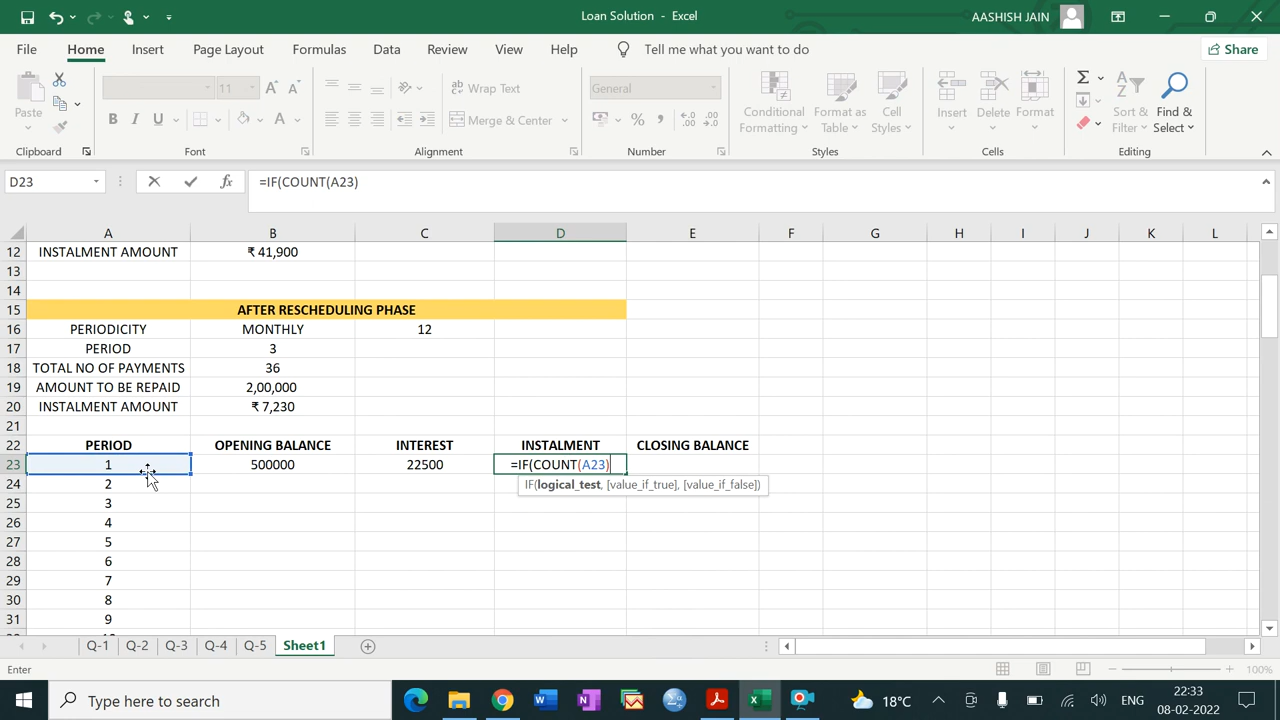 Loan Solution - Excel
AASHISH JAIN
File Home Insert Page Layout Formulas Data Review View Help Tell me what you want to do Share
Paste
11
General
Wrap Text
Merge & Center
Conditional Formatting
Format as Table
Cell Styles
Insert Delete Format
Sort & Filter
Find & Select
Clipboard Font Alignment Number Styles Cells Editing
D23 =IF(COUNT(A23)
A B C D E F G H I J K L
12 INSTALMENT AMOUNT ₹ 41,900
13
14
15 AFTER RESCHEDULING PHASE
16 PERIODICITY MONTHLY 12
17 PERIOD 3
18 TOTAL NO OF PAYMENTS 36
19 AMOUNT TO BE REPAID 2,00,000
20 INSTALMENT AMOUNT ₹ 7,230
21
22 PERIOD OPENING BALANCE INTEREST INSTALMENT CLOSING BALANCE
23 1 500000 22500 =IF(COUNT(A23)
24 2 IF(logical_test, [value_if_true], [value_if_false])
25 3
26 4
27 5
28 6
29 7
30 8
31 9
Q-1 Q-2 Q-3 Q-4 Q-5 Sheet1
Enter 100%
Type here to search
18°C ENG 22:33
08-02-2022